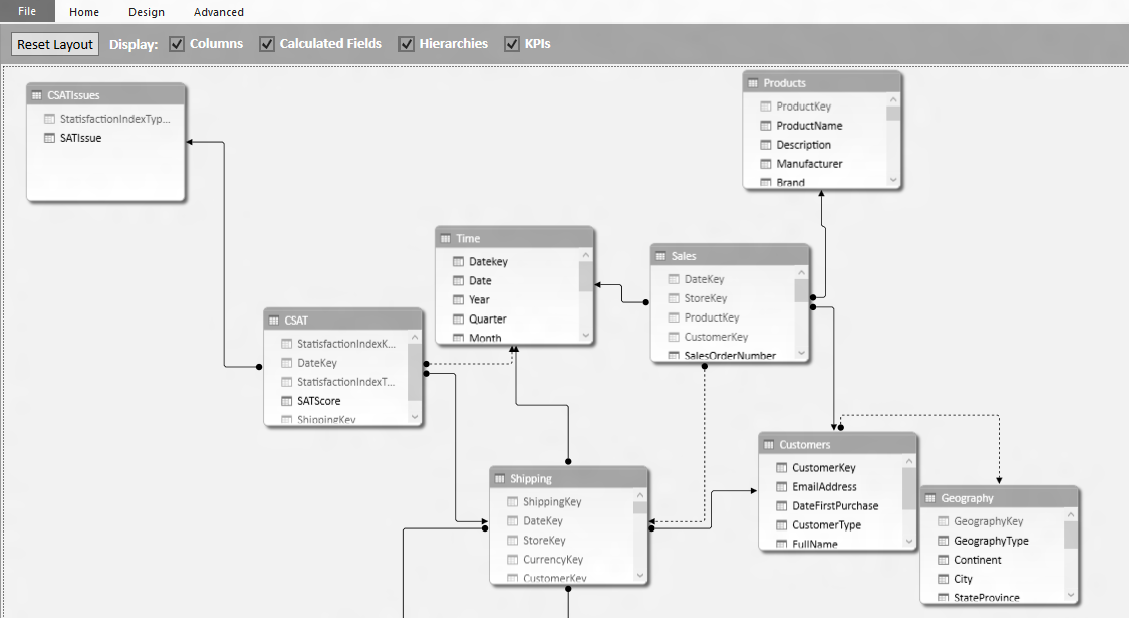 File Home Design Advanced
Reset Layout Display: Columns Calculated Fields Hierarchies KPIs
CSATIssues
StatisfactionIndexTyp...
SATIssue
Products
ProductKey
ProductName
Description
Manufacturer
Brand
Time
Datekey
Date
Year
Quarter
Month
Sales
DateKey
StoreKey
ProductKey
CustomerKey
SalesOrderNumber
CSAT
StatisfactionIndexK...
DateKey
StatisfactionIndexT...
SATScore
ShippingKey
Shipping
ShippingKey
DateKey
StoreKey
CurrencyKey
CustomerKey
Customers
CustomerKey
EmailAddress
DateFirstPurchase
CustomerType
FullName
Geography
GeographyKey
GeographyType
Continent
City
StateProvince